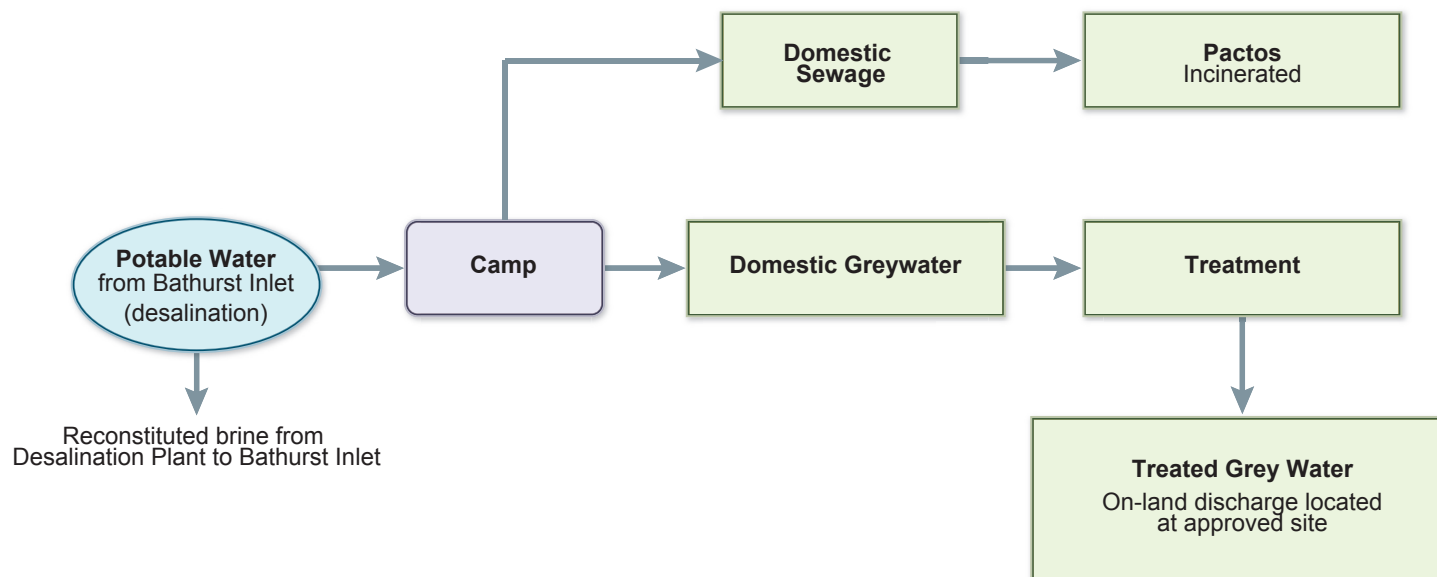 Domestic
Sewage
Pactos
Incinerated
Potable Water
from Bathurst Inlet
(desalination)
Camp
Domestic Greywater
Treatment
Reconstituted brine from
Desalination Plant to Bathurst Inlet
Treated Grey Water
On-land discharge located
at approved site